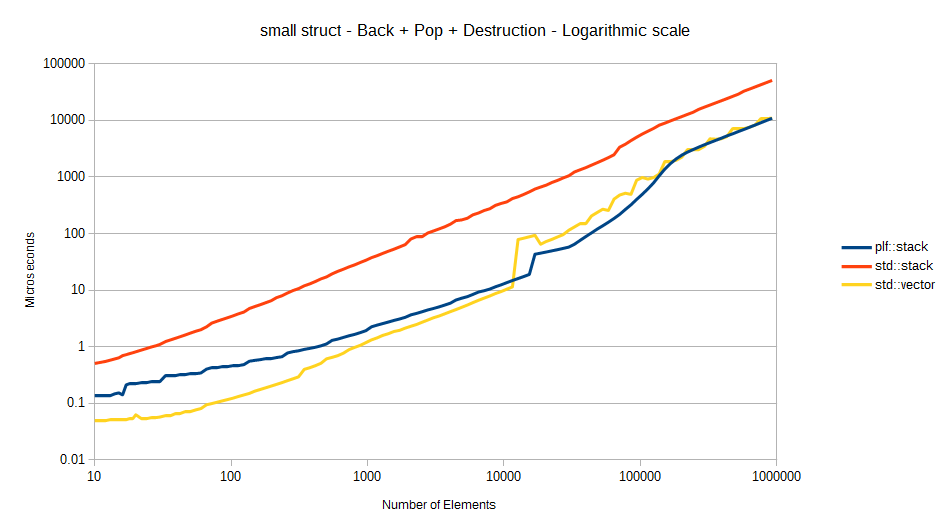 small struct - Back + Pop + Destruction - Logarithmic scale
100000
10000
1000
100
10
1
0.1
0.01
Microseconds
10
100
1000
10000
100000
1000000
Number of Elements
plf::stack
std::stack
std::vector